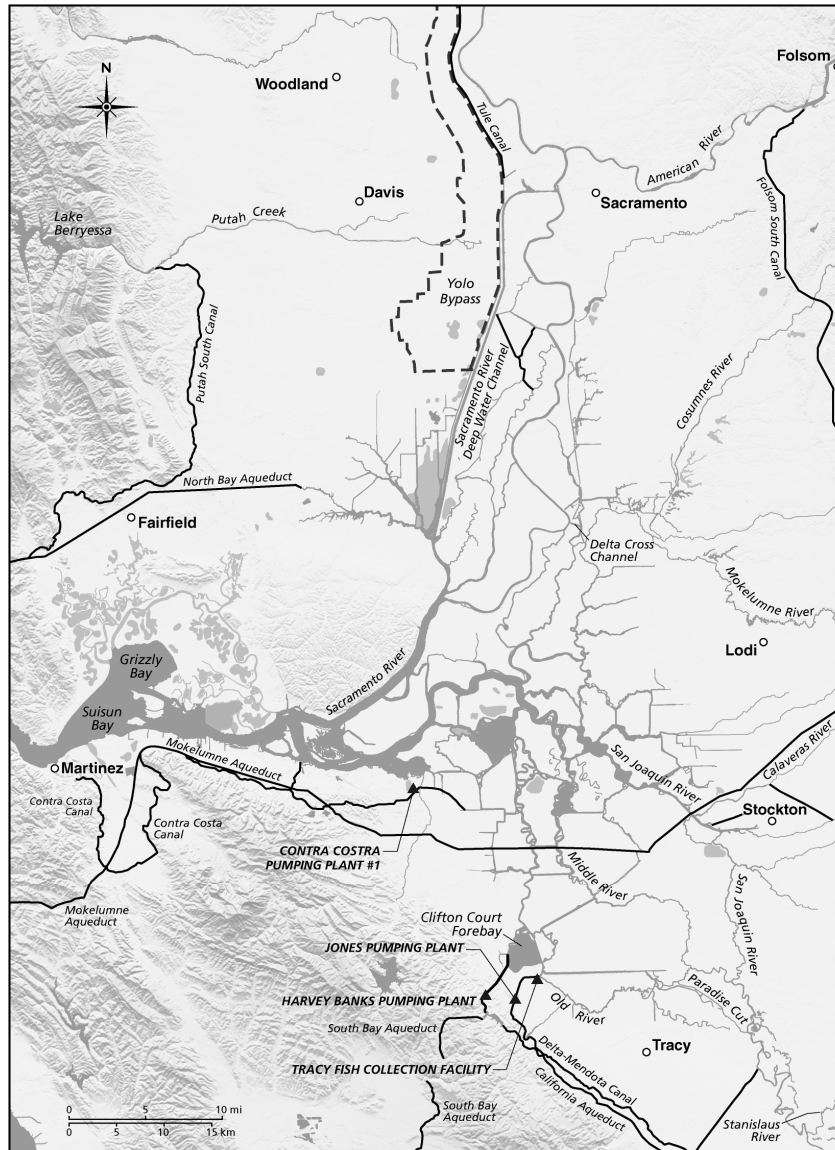 Folsom
N
Woodland
Tule Canal
American River
Davis
Sacramento
Folsom South Canal
Lake
Berryessa
Putah Creek
Yolo
Bypass
Putah South Canal
Sacramento River
Deep Water Channel
Cosumnes River
North Bay Aqueduct
Fairfield
Delta Cross
Channel
Mokelumne River
Lodi
Grizzly
Bay
Sacramento River
Suisun
Bay
Mokelumne Aqueduct
San Joaquin River
Calaveras River
Martinez
Contra Costa
Canal
Contra Costa
Canal
Stockton
CONTRA COSTRA
PUMPING PLANT #1
Middle River
San Joaquin River
Mokelumne
Aqueduct
Clifton Court
Forebay
JONES PUMPING PLANT
HARVEY BANKS PUMPING PLANT
Old River
Paradise Cut
South Bay Aqueduct
Tracy
TRACY FISH COLLECTION FACILITY
Delta-Mendota Canal
California Aqueduct
South Bay
Aqueduct
Stanislaus
River
0 5 10 mi
0 5 10 15 km